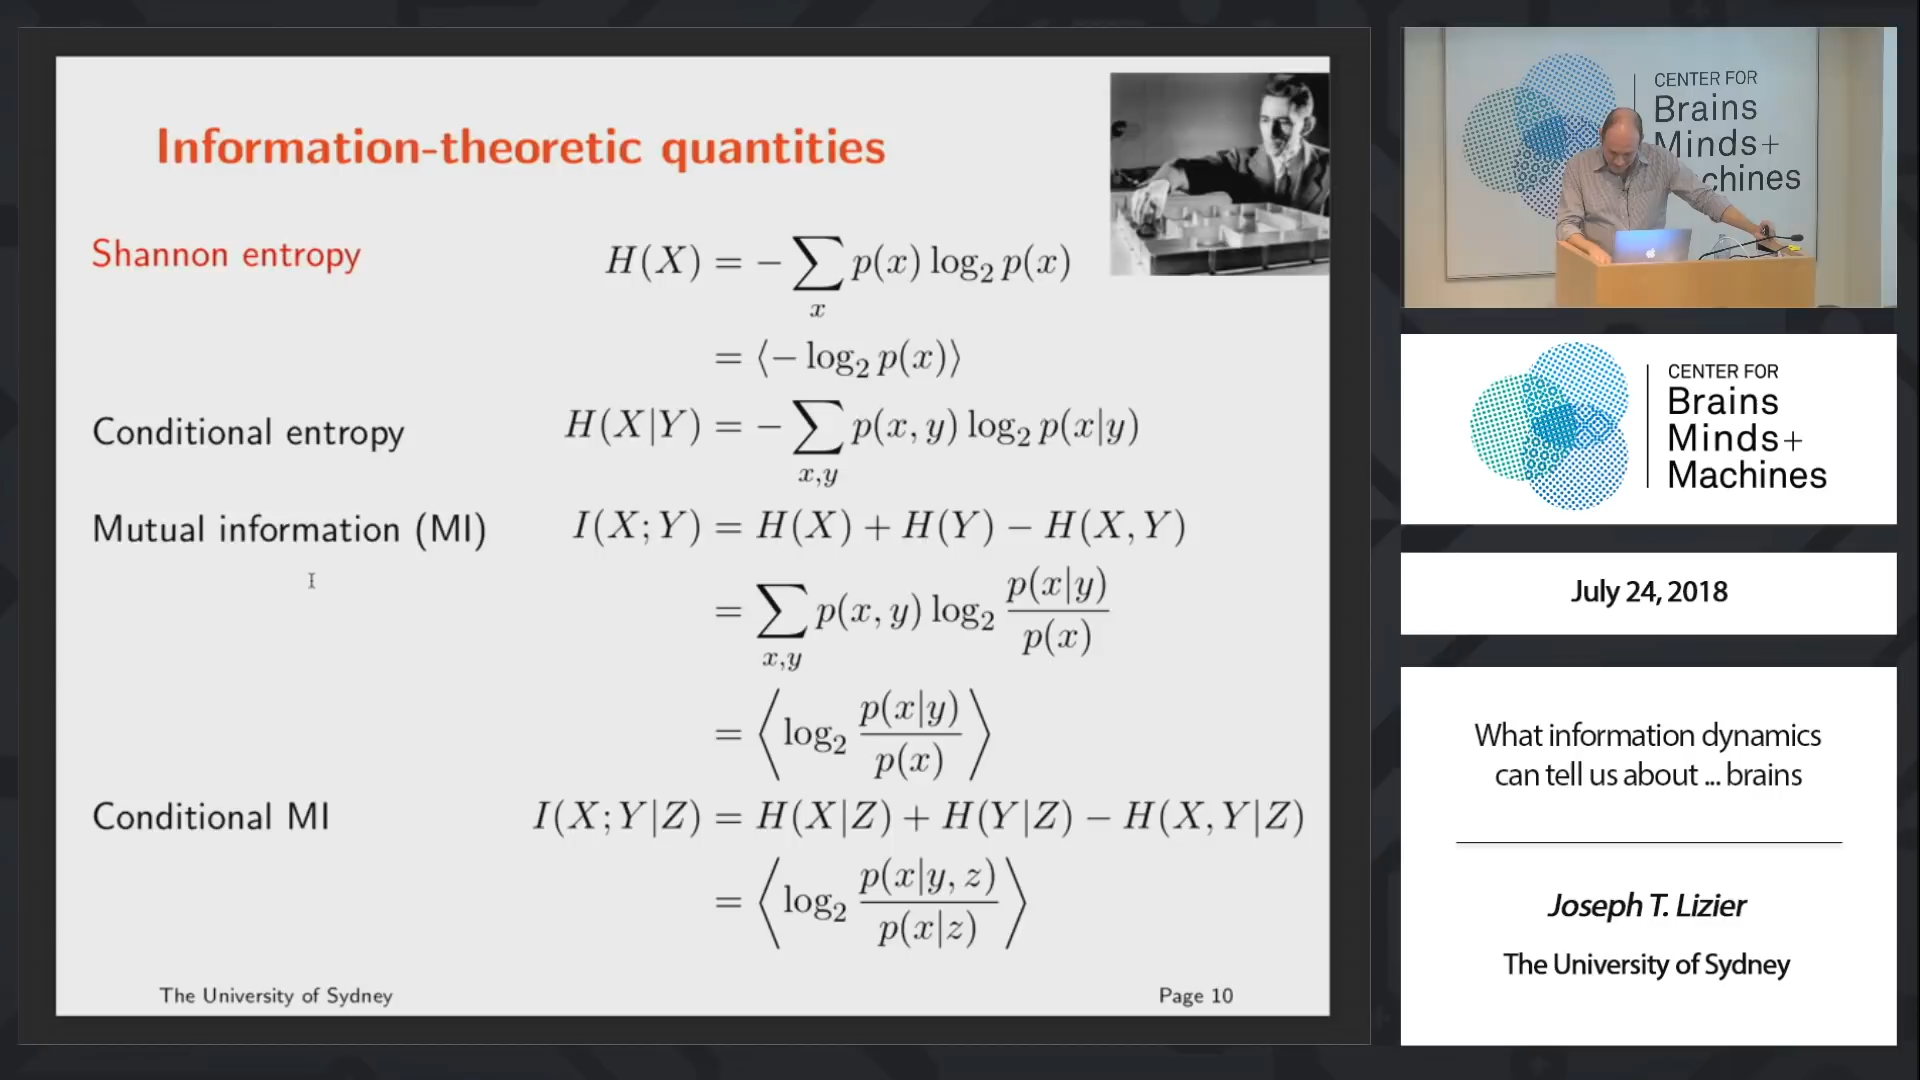 Information-theoretic quantities
Shannon entropy
H(X) = − ∑ₓ p(x) log₂ p(x)
= ⟨− log₂ p(x)⟩
Conditional entropy
H(X|Y) = − ∑_{x,y} p(x, y) log₂ p(x|y)
Mutual information (MI)
I(X; Y) = H(X) + H(Y) − H(X, Y)
= ∑_{x,y} p(x, y) log₂ p(x|y)/p(x)
= ⟨log₂ p(x|y)/p(x)⟩
Conditional MI
I(X; Y|Z) = H(X|Z) + H(Y|Z) − H(X, Y|Z)
= ⟨log₂ p(x|y, z)/p(x|z)⟩
The University of Sydney
Page 10
CENTER FOR
Brains
Minds+
chines
CENTER FOR
Brains
Minds+
Machines
July 24, 2018
What information dynamics
can tell us about ... brains
Joseph T. Lizier
The University of Sydney